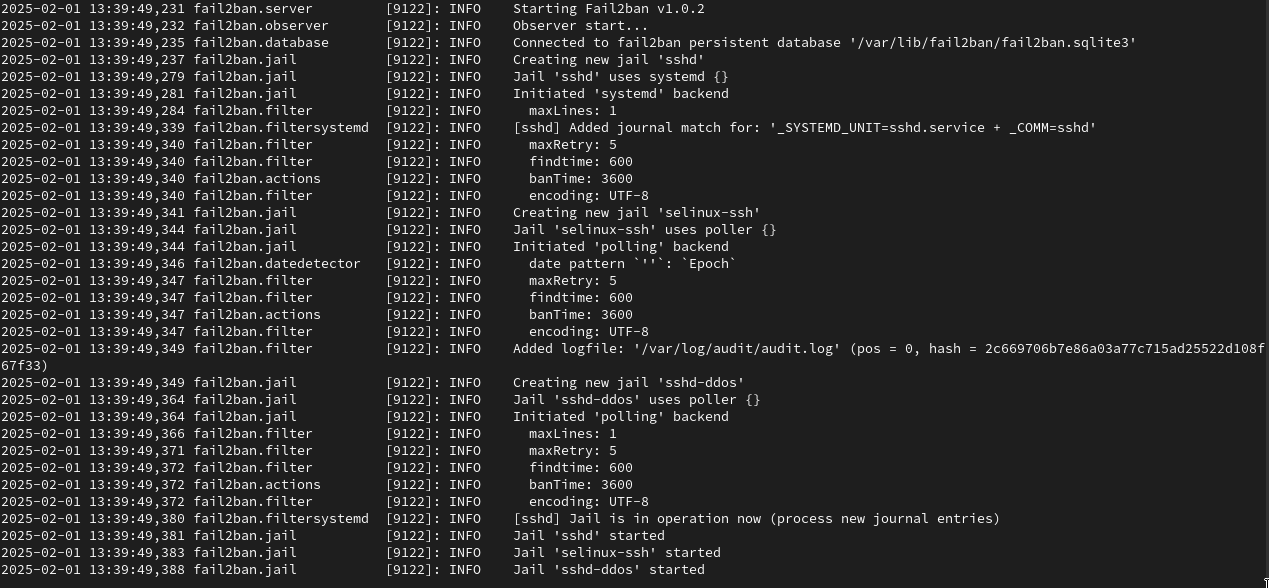 2025-02-01 13:39:49,231 fail2ban.server         [9122]: INFO    Starting Fail2ban v1.0.2
2025-02-01 13:39:49,232 fail2ban.observer       [9122]: INFO    Observer start...
2025-02-01 13:39:49,235 fail2ban.database       [9122]: INFO    Connected to fail2ban persistent database '/var/lib/fail2ban/fail2ban.sqlite3'
2025-02-01 13:39:49,237 fail2ban.jail           [9122]: INFO    Creating new jail 'sshd'
2025-02-01 13:39:49,279 fail2ban.jail           [9122]: INFO    Jail 'sshd' uses systemd {}
2025-02-01 13:39:49,281 fail2ban.jail           [9122]: INFO    Initiated 'systemd' backend
2025-02-01 13:39:49,284 fail2ban.filter         [9122]: INFO      maxLines: 1
2025-02-01 13:39:49,339 fail2ban.filtersystemd  [9122]: INFO    [sshd] Added journal match for: '_SYSTEMD_UNIT=sshd.service + _COMM=sshd'
2025-02-01 13:39:49,340 fail2ban.filter         [9122]: INFO      maxRetry: 5
2025-02-01 13:39:49,340 fail2ban.filter         [9122]: INFO      findtime: 600
2025-02-01 13:39:49,340 fail2ban.actions        [9122]: INFO      banTime: 3600
2025-02-01 13:39:49,340 fail2ban.filter         [9122]: INFO      encoding: UTF-8
2025-02-01 13:39:49,341 fail2ban.jail           [9122]: INFO    Creating new jail 'selinux-ssh'
2025-02-01 13:39:49,344 fail2ban.jail           [9122]: INFO    Jail 'selinux-ssh' uses poller {}
2025-02-01 13:39:49,344 fail2ban.jail           [9122]: INFO    Initiated 'polling' backend
2025-02-01 13:39:49,346 fail2ban.datedetector   [9122]: INFO      date pattern `''`: `Epoch`
2025-02-01 13:39:49,347 fail2ban.filter         [9122]: INFO      maxRetry: 5
2025-02-01 13:39:49,347 fail2ban.filter         [9122]: INFO      findtime: 600
2025-02-01 13:39:49,347 fail2ban.actions        [9122]: INFO      banTime: 3600
2025-02-01 13:39:49,347 fail2ban.filter         [9122]: INFO      encoding: UTF-8
2025-02-01 13:39:49,349 fail2ban.filter         [9122]: INFO    Added logfile: '/var/log/audit/audit.log' (pos = 0, hash = 2c669706b7e86a03a77c715ad25522d108f
67f33)
2025-02-01 13:39:49,349 fail2ban.jail           [9122]: INFO    Creating new jail 'sshd-ddos'
2025-02-01 13:39:49,364 fail2ban.jail           [9122]: INFO    Jail 'sshd-ddos' uses poller {}
2025-02-01 13:39:49,364 fail2ban.jail           [9122]: INFO    Initiated 'polling' backend
2025-02-01 13:39:49,366 fail2ban.filter         [9122]: INFO      maxLines: 1
2025-02-01 13:39:49,371 fail2ban.filter         [9122]: INFO      maxRetry: 5
2025-02-01 13:39:49,372 fail2ban.filter         [9122]: INFO      findtime: 600
2025-02-01 13:39:49,372 fail2ban.actions        [9122]: INFO      banTime: 3600
2025-02-01 13:39:49,372 fail2ban.filter         [9122]: INFO      encoding: UTF-8
2025-02-01 13:39:49,380 fail2ban.filtersystemd  [9122]: INFO    [sshd] Jail is in operation now (process new journal entries)
2025-02-01 13:39:49,381 fail2ban.jail           [9122]: INFO    Jail 'sshd' started
2025-02-01 13:39:49,383 fail2ban.jail           [9122]: INFO    Jail 'selinux-ssh' started
2025-02-01 13:39:49,388 fail2ban.jail           [9122]: INFO    Jail 'sshd-ddos' started